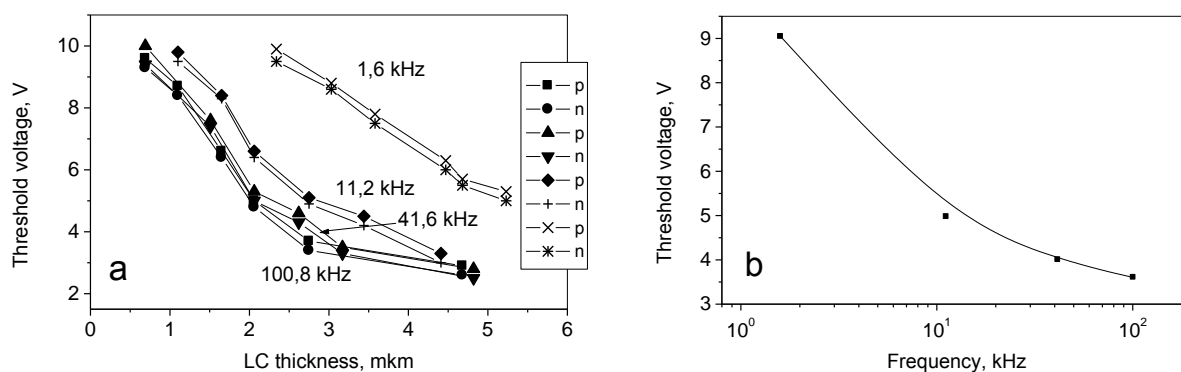 Threshold voltage, V
10
8
6
4
2
0 1 2 3 4 5 6
LC thickness, mkm
a
1,6 kHz
11,2 kHz
41,6 kHz
100,8 kHz
p
n
p
n
p
n
p
n
Threshold voltage, V
9
8
7
6
5
4
3
10⁰ 10¹ 10²
Frequency, kHz
b